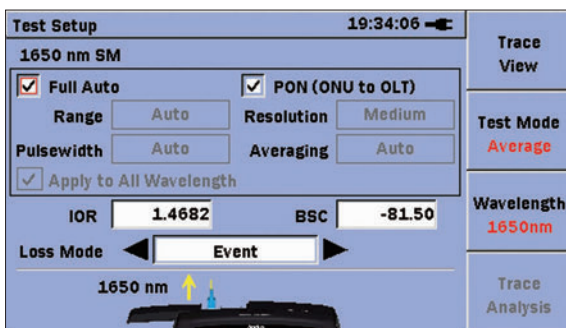 Test Setup 19:34:06
1650 nm SM
Full Auto PON (ONU to OLT)
Range Auto Resolution Medium
Pulsewidth Auto Averaging Auto
Apply to All Wavelength
IOR 1.4682 BSC -81.50
Loss Mode Event
1650 nm
Trace
View
Test Mode
Average
Wavelength
1650nm
Trace
Analysis